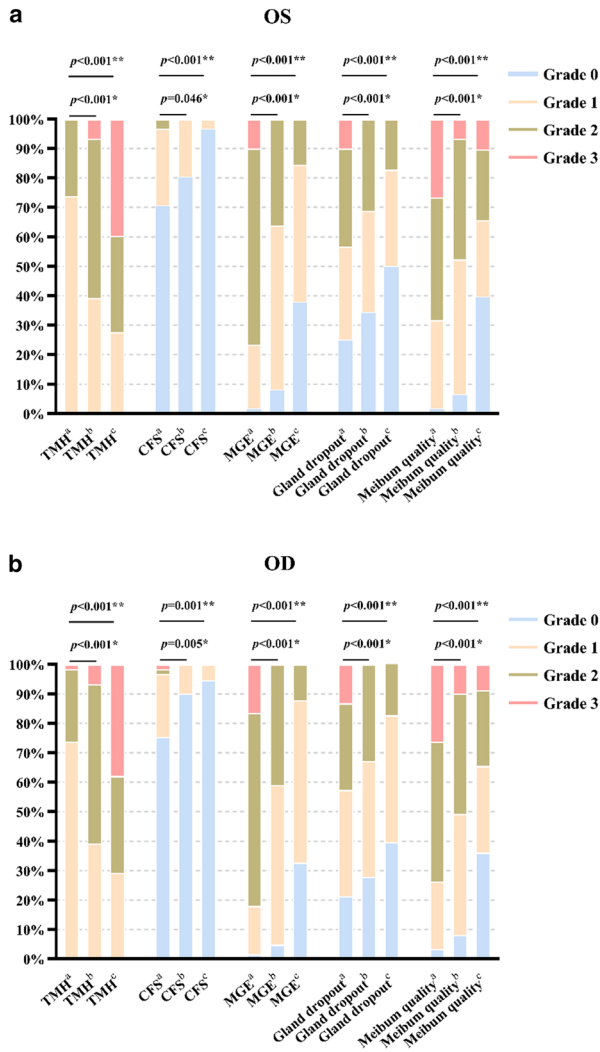 a
OS
p<0.001** p<0.001** p<0.001** p<0.001** p<0.001**
p<0.001* p=0.046* p<0.001* p<0.001* p<0.001*
Grade 0
Grade 1
Grade 2
Grade 3
100%
90%
80%
70%
60%
50%
40%
30%
20%
10%
0%
TMHᵃ
TMHᵇ
TMHᶜ
CFSᵃ
CFSᵇ
CFSᶜ
MGEᵃ
MGEᵇ
MGEᶜ
Gland dropoutᵃ
Gland dropoutᵇ
Gland dropoutᶜ
Meibum qualityᵃ
Meibum qualityᵇ
Meibum qualityᶜ
b
OD
p<0.001** p=0.001** p<0.001** p<0.001** p<0.001**
p<0.001* p=0.005* p<0.001* p<0.001* p<0.001*
Grade 0
Grade 1
Grade 2
Grade 3
100%
90%
80%
70%
60%
50%
40%
30%
20%
10%
0%
TMHᵃ
TMHᵇ
TMHᶜ
CFSᵃ
CFSᵇ
CFSᶜ
MGEᵃ
MGEᵇ
MGEᶜ
Gland dropoutᵃ
Gland dropoutᵇ
Gland dropoutᶜ
Meibum qualityᵃ
Meibum qualityᵇ
Meibum qualityᶜ